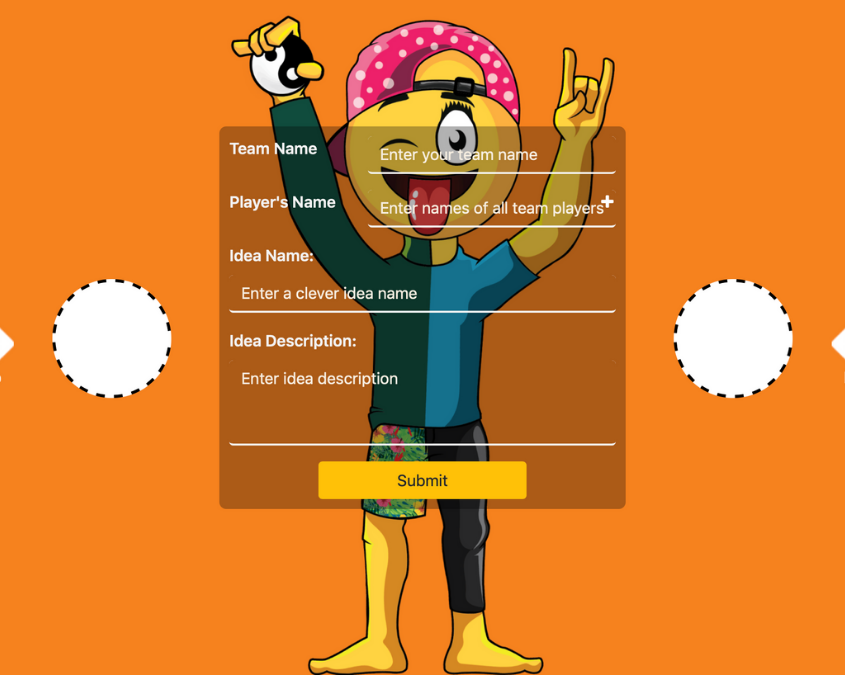 Team Name
Enter your team name
Player's Name
Enter names of all team players
Idea Name:
Enter a clever idea name
Idea Description:
Enter idea description
Submit